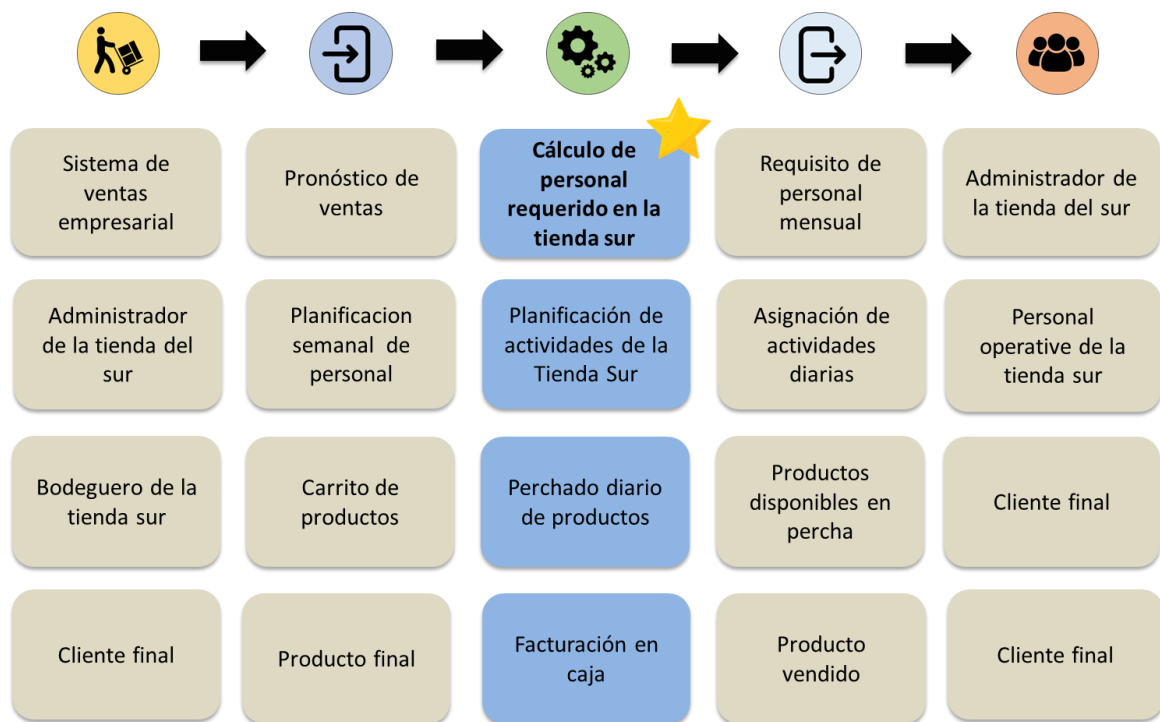 Sistema de
ventas
empresarial
Pronóstico de
ventas
Cálculo de
personal
requerido en la
tienda sur
Requisito de
personal
mensual
Administrador de
la tienda del sur
Administrador
de la tienda del
sur
Planificacion
semanal de
personal
Planificación de
actividades de la
Tienda Sur
Asignación de
actividades
diarias
Personal
operative de la
tienda sur
Bodeguero de la
tienda sur
Carrito de
productos
Perchado diario
de productos
Productos
disponibles en
percha
Cliente final
Cliente final
Producto final
Facturación en
caja
Producto
vendido
Cliente final